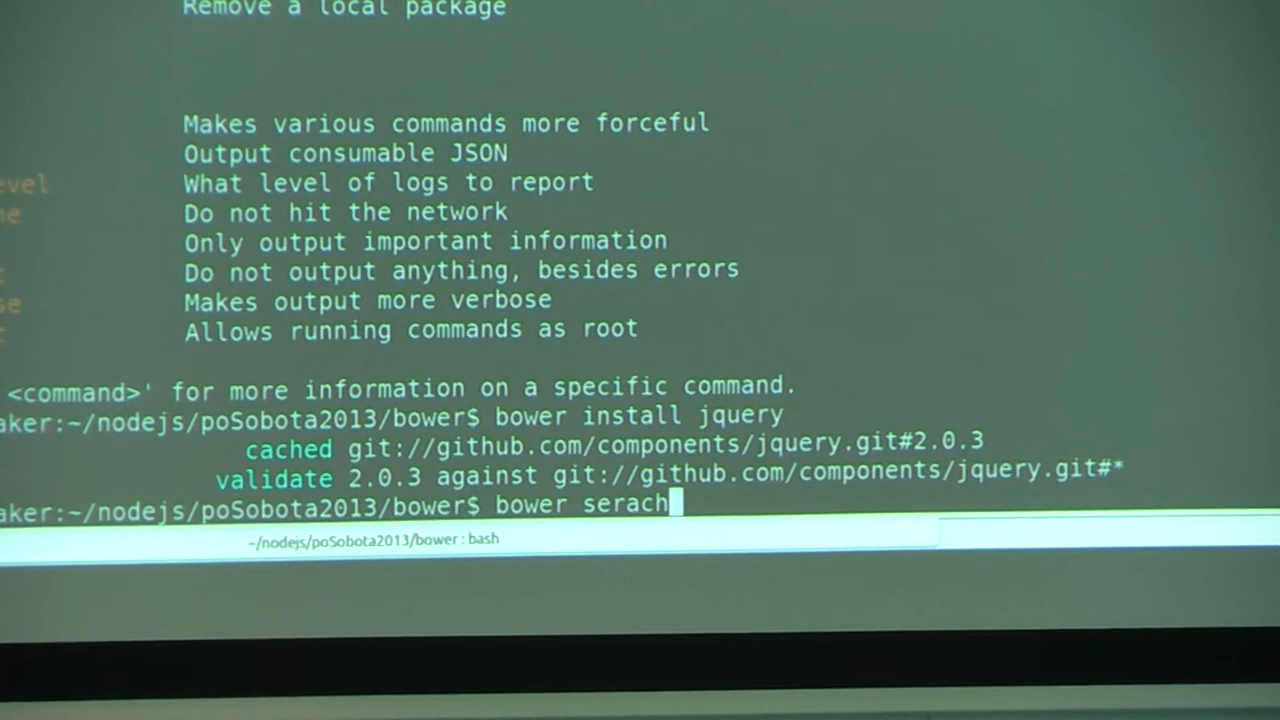 Remove a local package
Makes various commands more forceful
Output consumable JSON
evel What level of logs to report
ne Do not hit the network
Only output important information
Do not output anything, besides errors
se Makes output more verbose
Allows running commands as root
<command>' for more information on a specific command.
aker:~/nodejs/poSobota2013/bower$ bower install jquery
cached git://github.com/components/jquery.git#2.0.3
validate 2.0.3 against git://github.com/components/jquery.git#*
aker:~/nodejs/poSobota2013/bower$ bower serach
~/nodejs/poSobota2013/bower : bash